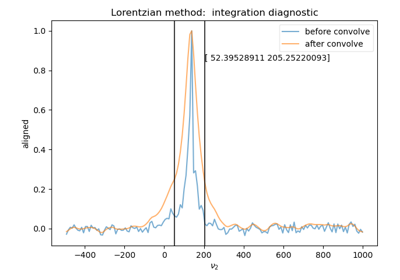 Lorentzian method: integration diagnostic
before convolve
after convolve
[ 52.39528911 205.25220093]
aligned
1.0
0.8
0.6
0.4
0.2
0.0
−400 −200 0 200 400 600 800 1000
ν2